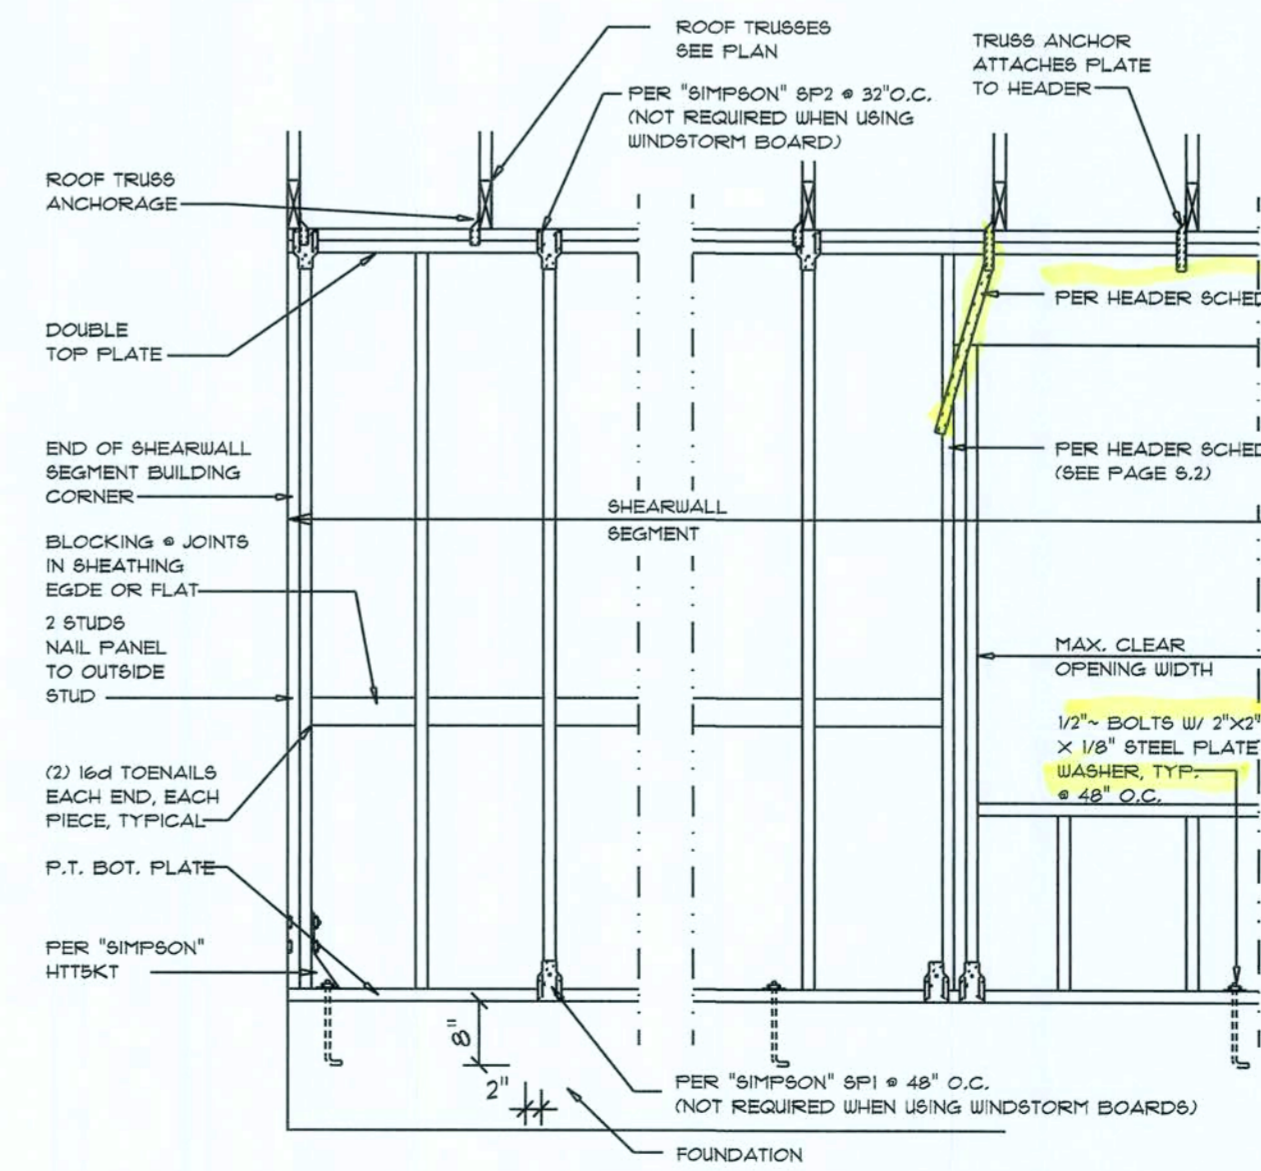 ROOF TRUSSES
SEE PLAN
TRUSS ANCHOR
ATTACHES PLATE
TO HEADER
PER "SIMPSON" SP2 @ 32"O.C.
(NOT REQUIRED WHEN USING
WINDSTORM BOARD)
ROOF TRUSS
ANCHORAGE
PER HEADER SCHED
DOUBLE
TOP PLATE
END OF SHEARWALL
SEGMENT BUILDING
CORNER
PER HEADER SCHED
(SEE PAGE S.2)
SHEARWALL
SEGMENT
BLOCKING @ JOINTS
IN SHEATHING
EGDE OR FLAT
2 STUDS
NAIL PANEL
TO OUTSIDE
STUD
MAX. CLEAR
OPENING WIDTH
1/2"~ BOLTS W/ 2"X2"
X 1/8" STEEL PLATE
WASHER, TYP.
@ 48" O.C.
(2) 16d TOENAILS
EACH END, EACH
PIECE, TYPICAL
P.T. BOT. PLATE
PER "SIMPSON"
HTT5KT
8"
2"
PER "SIMPSON" SP1 @ 48" O.C.
(NOT REQUIRED WHEN USING WINDSTORM BOARDS)
FOUNDATION